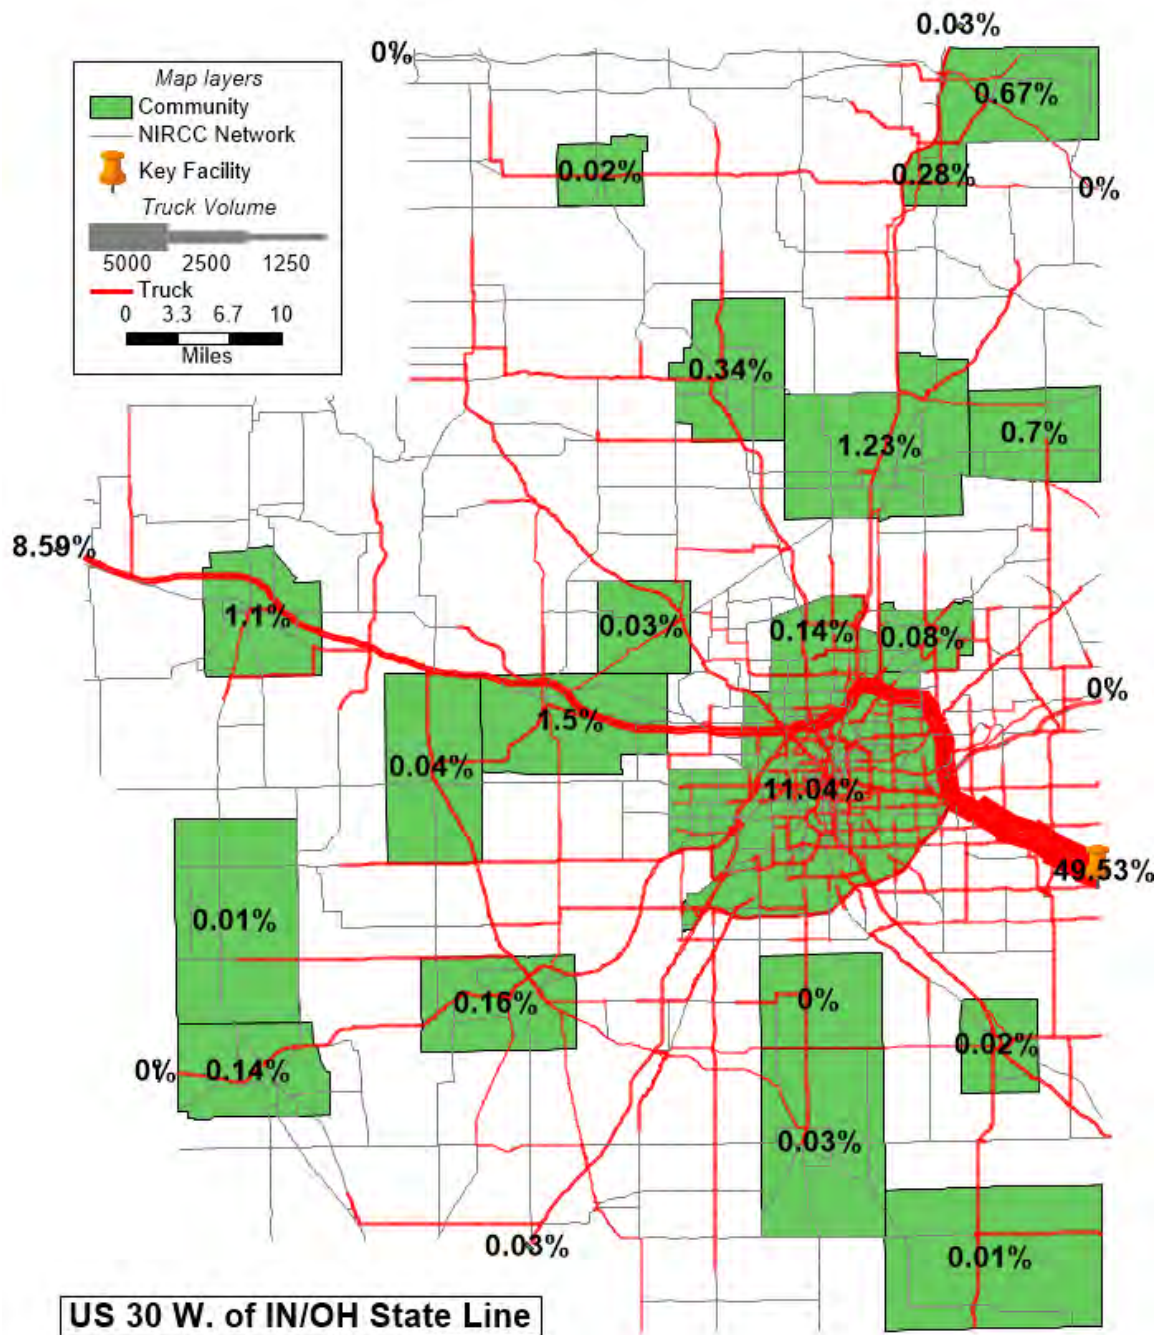 0.03%
0%
Map layers
Community
NIRCC Network
Key Facility
Truck Volume
5000 2500 1250
Truck
0 3.3 6.7 10
Miles
0.67%
0.02%
0.28%
0%
0.34%
1.23%
0.7%
8.59%
1.1%
0.03%
0.14%
0.08%
0%
1.5%
0.04%
11.04%
49.53%
0.01%
0.16%
0%
0.02%
0%
0.14%
0.03%
0.03%
0.01%
US 30 W. of IN/OH State Line